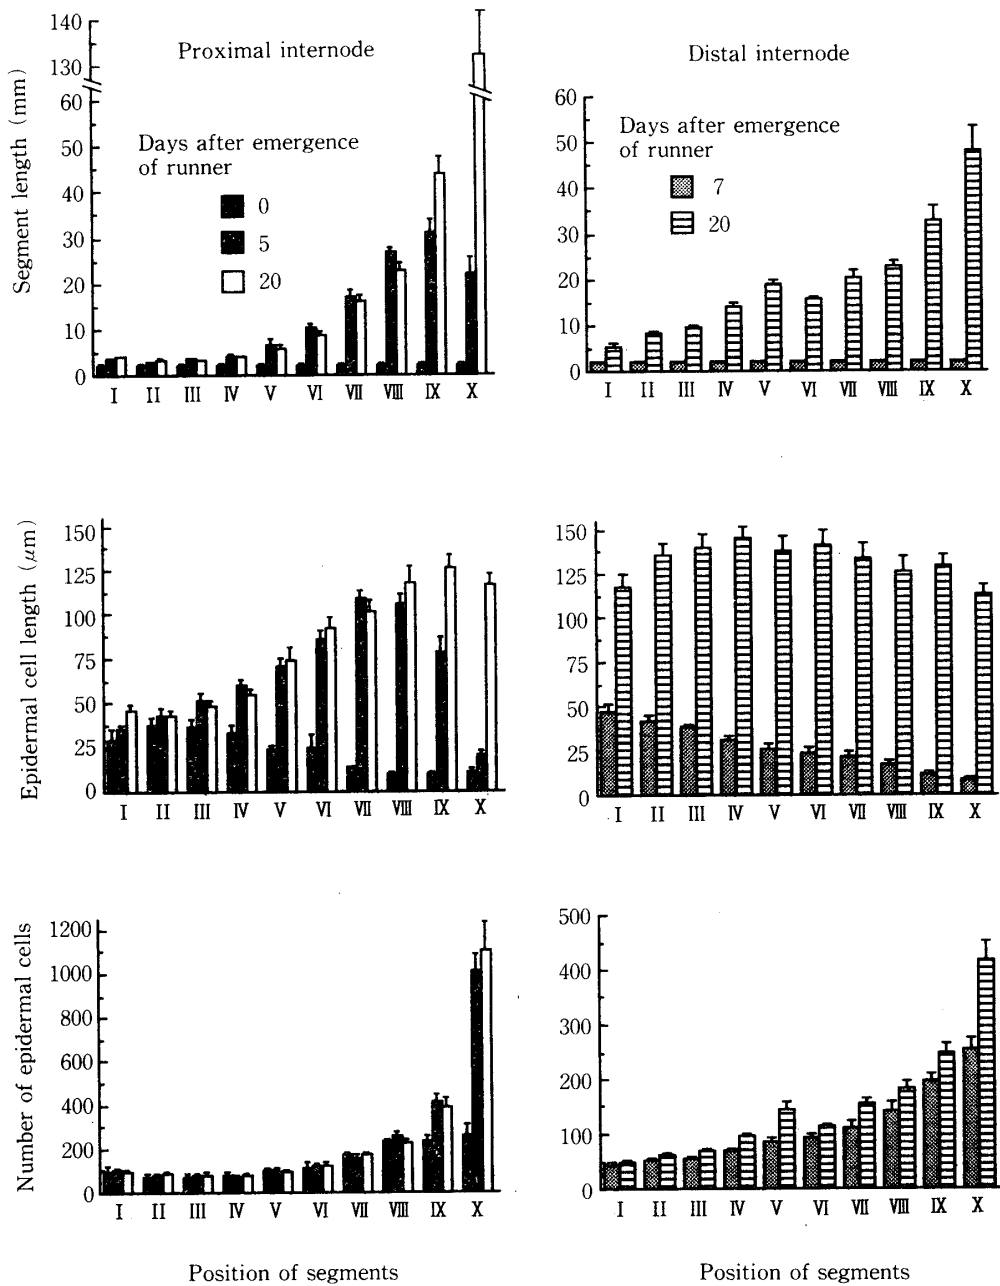 Proximal internode
Segment length (mm)
140
130
60
50
40
30
20
10
0
Days after emergence
of runner
0
5
20
I II III IV V VI VII VIII IX X
Distal internode
60
50
40
30
20
10
0
Days after emergence
of runner
7
20
I II III IV V VI VII VIII IX X
Epidermal cell length (μm)
150
125
100
75
50
25
0
I II III IV V VI VII VIII IX X
150
125
100
75
50
25
0
I II III IV V VI VII VIII IX X
Number of epidermal cells
1200
1000
800
600
400
200
0
I II III IV V VI VII VIII IX X
Position of segments
500
400
300
200
100
0
I II III IV V VI VII VIII IX X
Position of segments